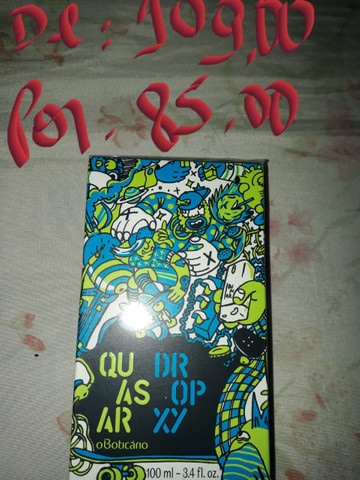 De : 109,00
Por . 85.00
QU DR
AS OP
AR XY
oBoticário
100 ml - 3.4 fl. oz.